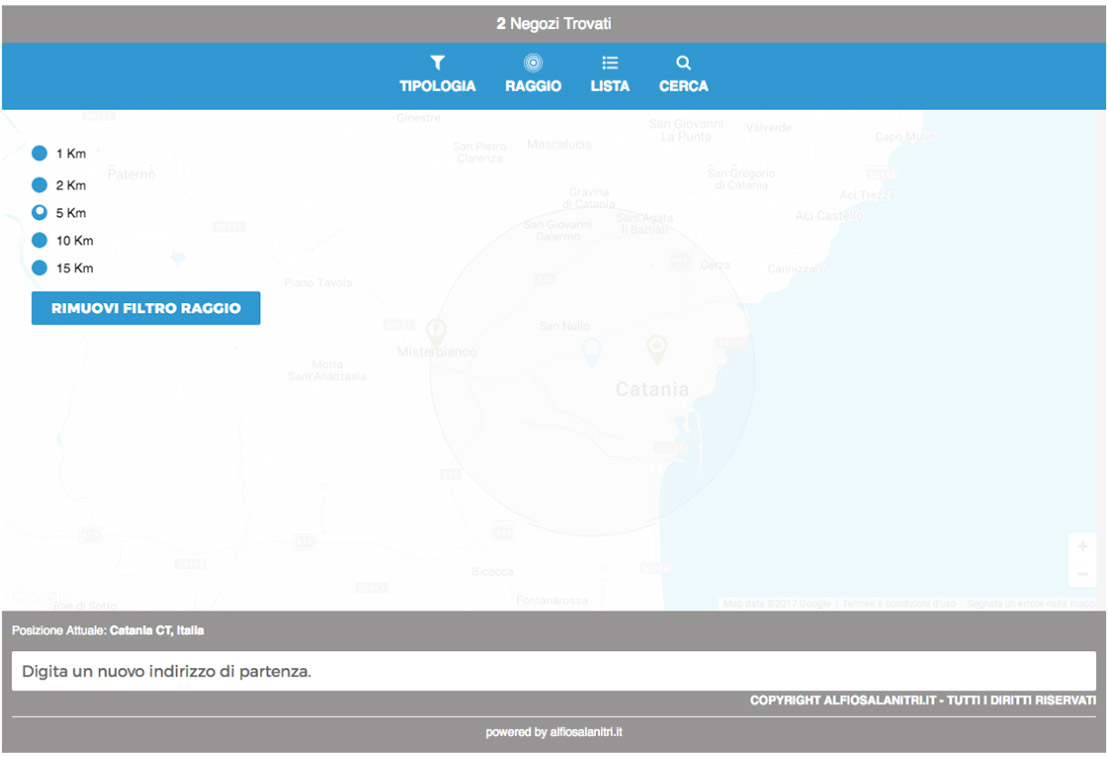 2 Negozi Trovati
TIPOLOGIA RAGGIO LISTA CERCA
Ginestre
San Giovanni
La Punta
Valverde
Capo Mulini
1 Km
San Pietro
Clarenza
Mascalucia
Paternò
San Gregorio
di Catania
2 Km
Gravina
di Catania
Aci Trezza
5 Km
San Giovanni
Galermo
Sant'Agata
li Battiati
Aci Castello
10 Km
15 Km
Cerza
Cannizzaro
Piano Tavola
RIMUOVI FILTRO RAGGIO
San Nullo
Misterbianco
Motta
Sant'Anastasia
Catania
Bicocca
Fontanarossa
+
−
Map data ©2017 Google
Termini e condizioni d'uso
Segnala un errore nella mappa
Posizione Attuale: Catania CT, Italia
Digita un nuovo indirizzo di partenza.
COPYRIGHT ALFIOSALANITRI.IT - TUTTI I DIRITTI RISERVATI
powered by alfiosalanitri.it